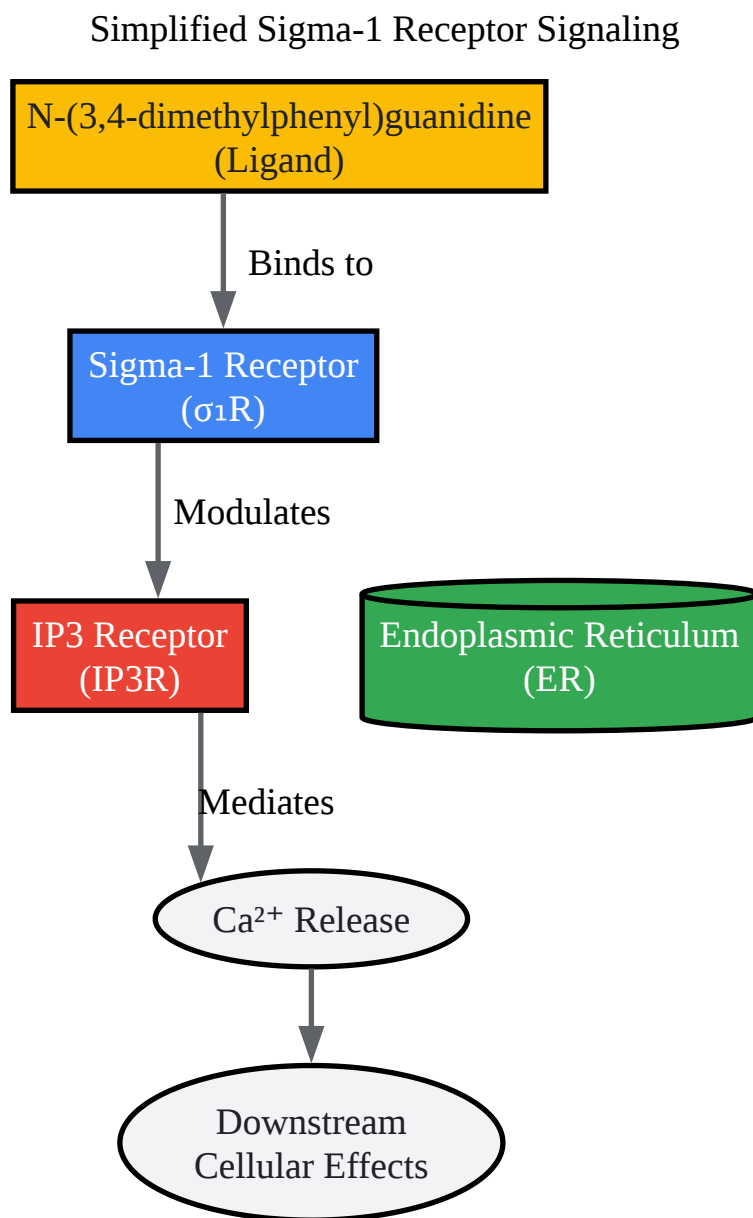 Simplified Sigma-1 Receptor Signaling
N-(3,4-dimethylphenyl)guanidine
(Ligand)
Binds to
Sigma-1 Receptor
(σ₁R)
Modulates
IP3 Receptor
(IP3R)
Endoplasmic Reticulum
(ER)
Mediates
Ca²⁺ Release
Downstream
Cellular Effects